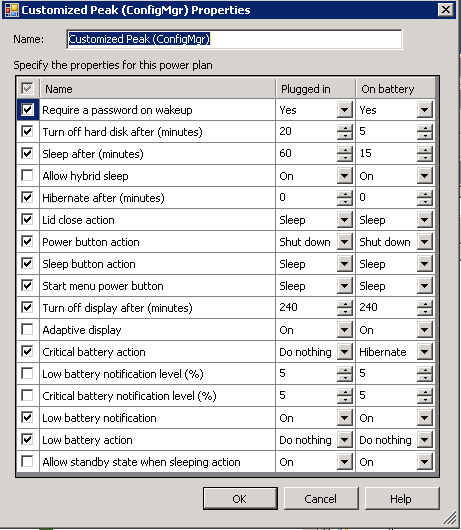 Customized Peak (ConfigMgr) Properties
Name: Customized Peak (ConfigMgr)
Specify the properties for this power plan
Name Plugged in On battery
Require a password on wakeup Yes Yes
Turn off hard disk after (minutes) 20 5
Sleep after (minutes) 60 15
Allow hybrid sleep On On
Hibernate after (minutes) 0 0
Lid close action Sleep Sleep
Power button action Shut down Shut down
Sleep button action Sleep Sleep
Start menu power button Sleep Sleep
Turn off display after (minutes) 240 240
Adaptive display On On
Critical battery action Do nothing Hibernate
Low battery notification level (%) 5 5
Critical battery notification level (%) 5 5
Low battery notification On On
Low battery action Do nothing Do nothing
Allow standby state when sleeping action On On
OK Cancel Help